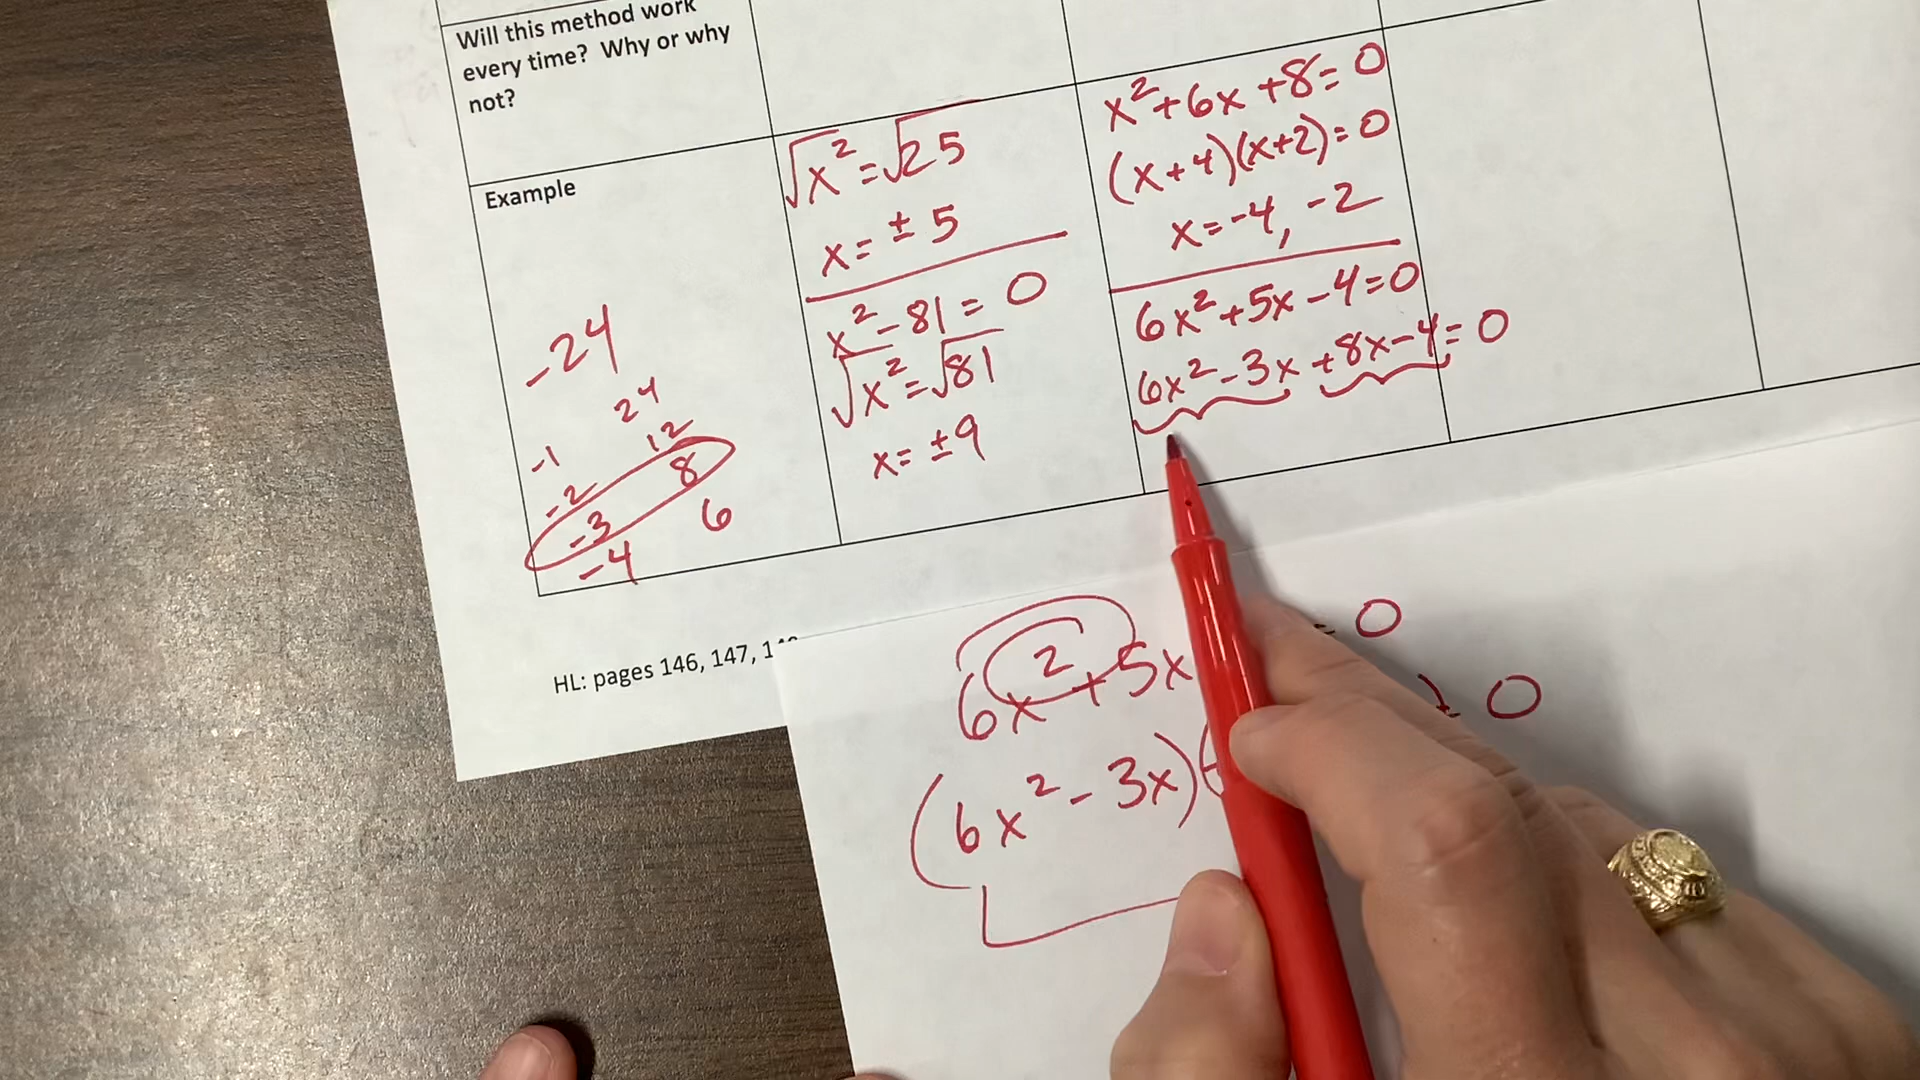 Will this method work
every time? Why or why
not?
Example
-24
-1 24
-2 12
-3 8
-4 6
√x² = √25
x = ± 5
x² - 81 = 0
√x² = √81
x = ±9
x² + 6x + 8 = 0
(x + 4)(x + 2) = 0
x = -4, -2
6x² + 5x - 4 = 0
6x² - 3x + 8x - 4 = 0
HL: pages 146, 147,
6x² + 5x = 0
(6x² - 3x)( ) = 0